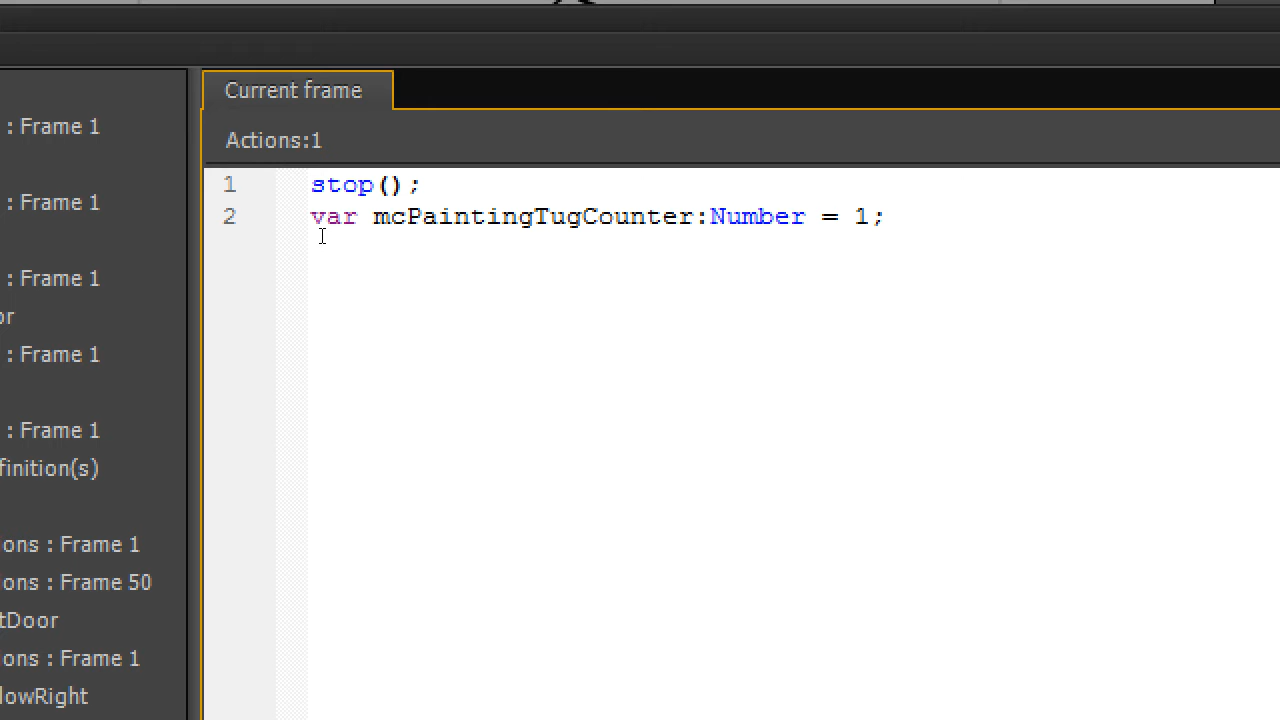 Current frame
Actions:1
1 stop();
2 var mcPaintingTugCounter:Number = 1;
: Frame 1
: Frame 1
: Frame 1
or
: Frame 1
: Frame 1
finition(s)
ons : Frame 1
ons : Frame 50
tDoor
ons : Frame 1
lowRight